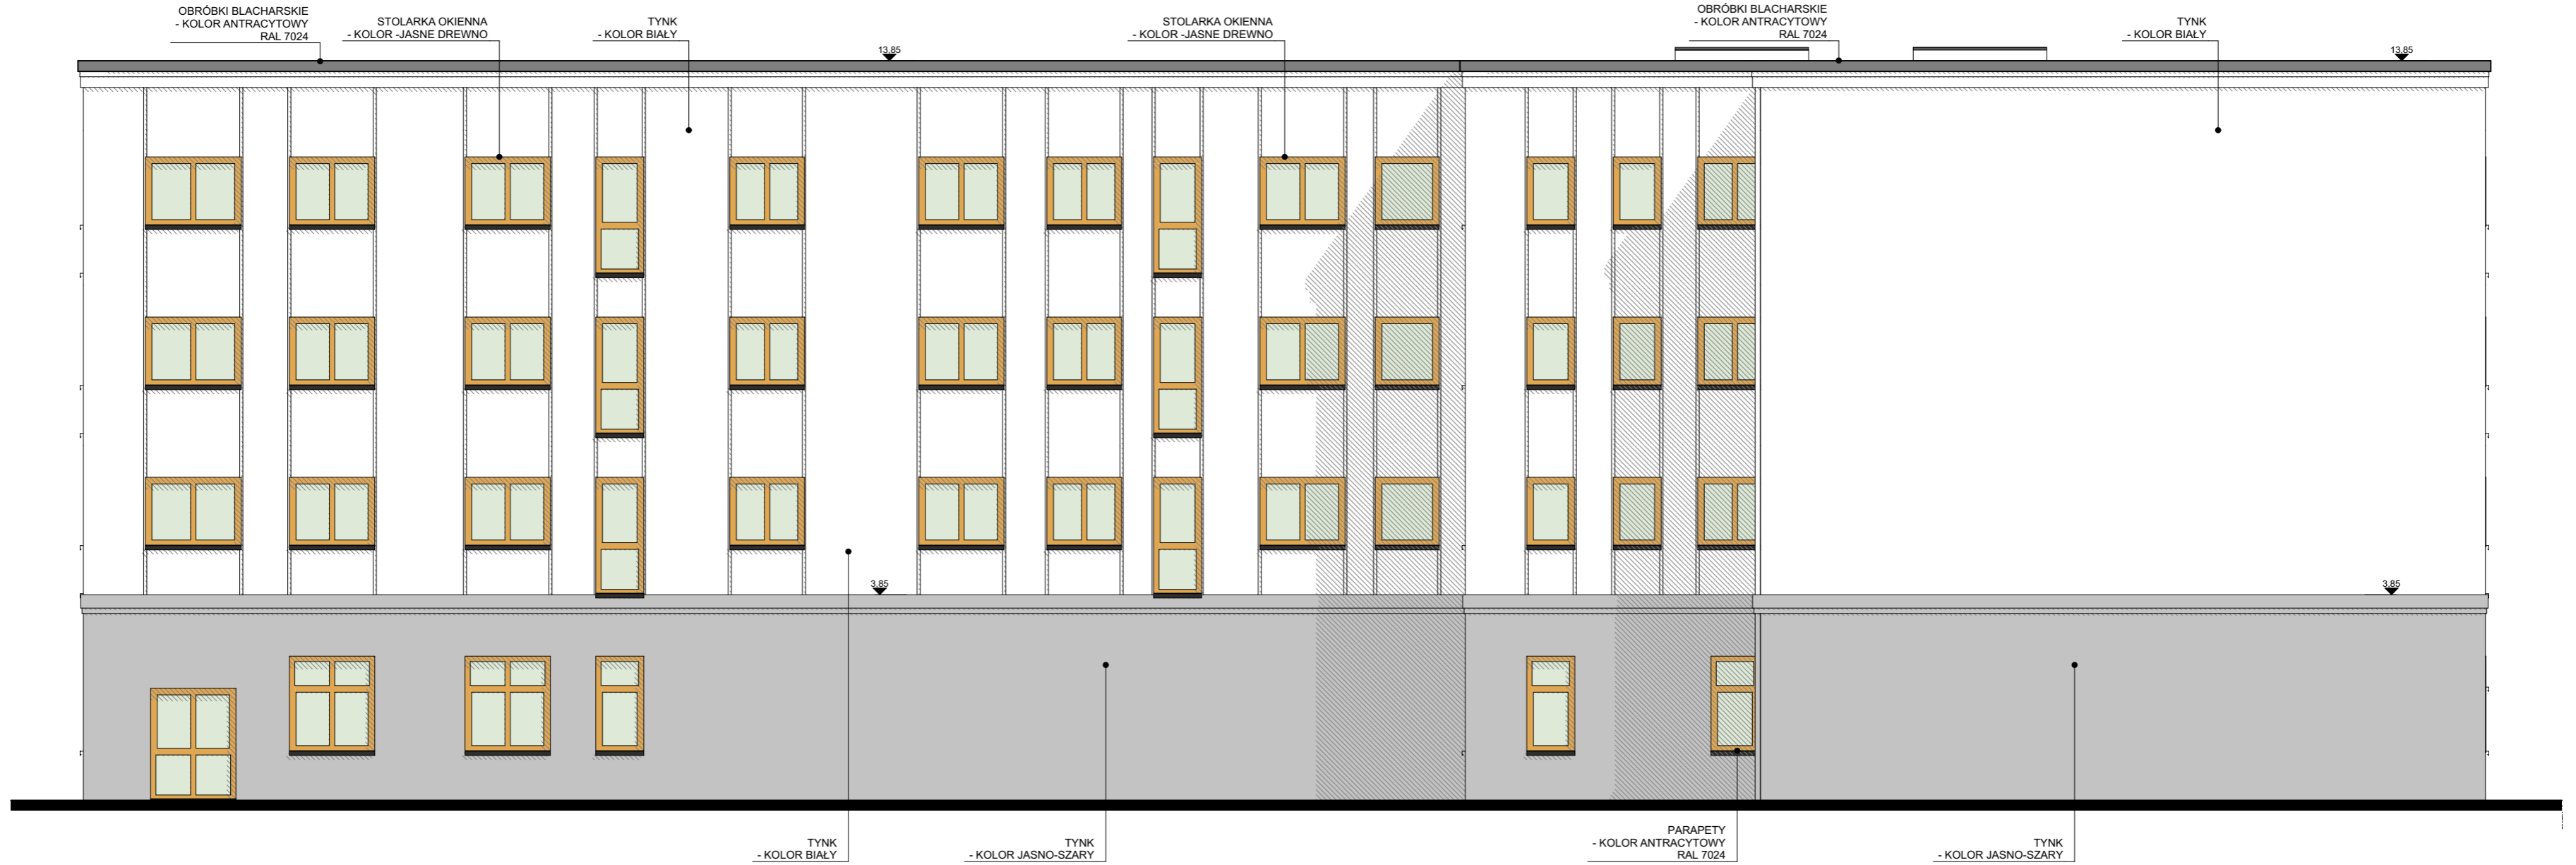 OBRÓBKI BLACHARSKIE
- KOLOR ANTRACYTOWY
RAL 7024
STOLARKA OKIENNA
- KOLOR -JASNE DREWNO
TYNK
- KOLOR BIAŁY
STOLARKA OKIENNA
- KOLOR -JASNE DREWNO
OBRÓBKI BLACHARSKIE
- KOLOR ANTRACYTOWY
RAL 7024
TYNK
- KOLOR BIAŁY
13,85
13,85
3,85
3,85
TYNK
- KOLOR BIAŁY
TYNK
- KOLOR JASNO-SZARY
PARAPETY
- KOLOR ANTRACYTOWY
RAL 7024
TYNK
- KOLOR JASNO-SZARY